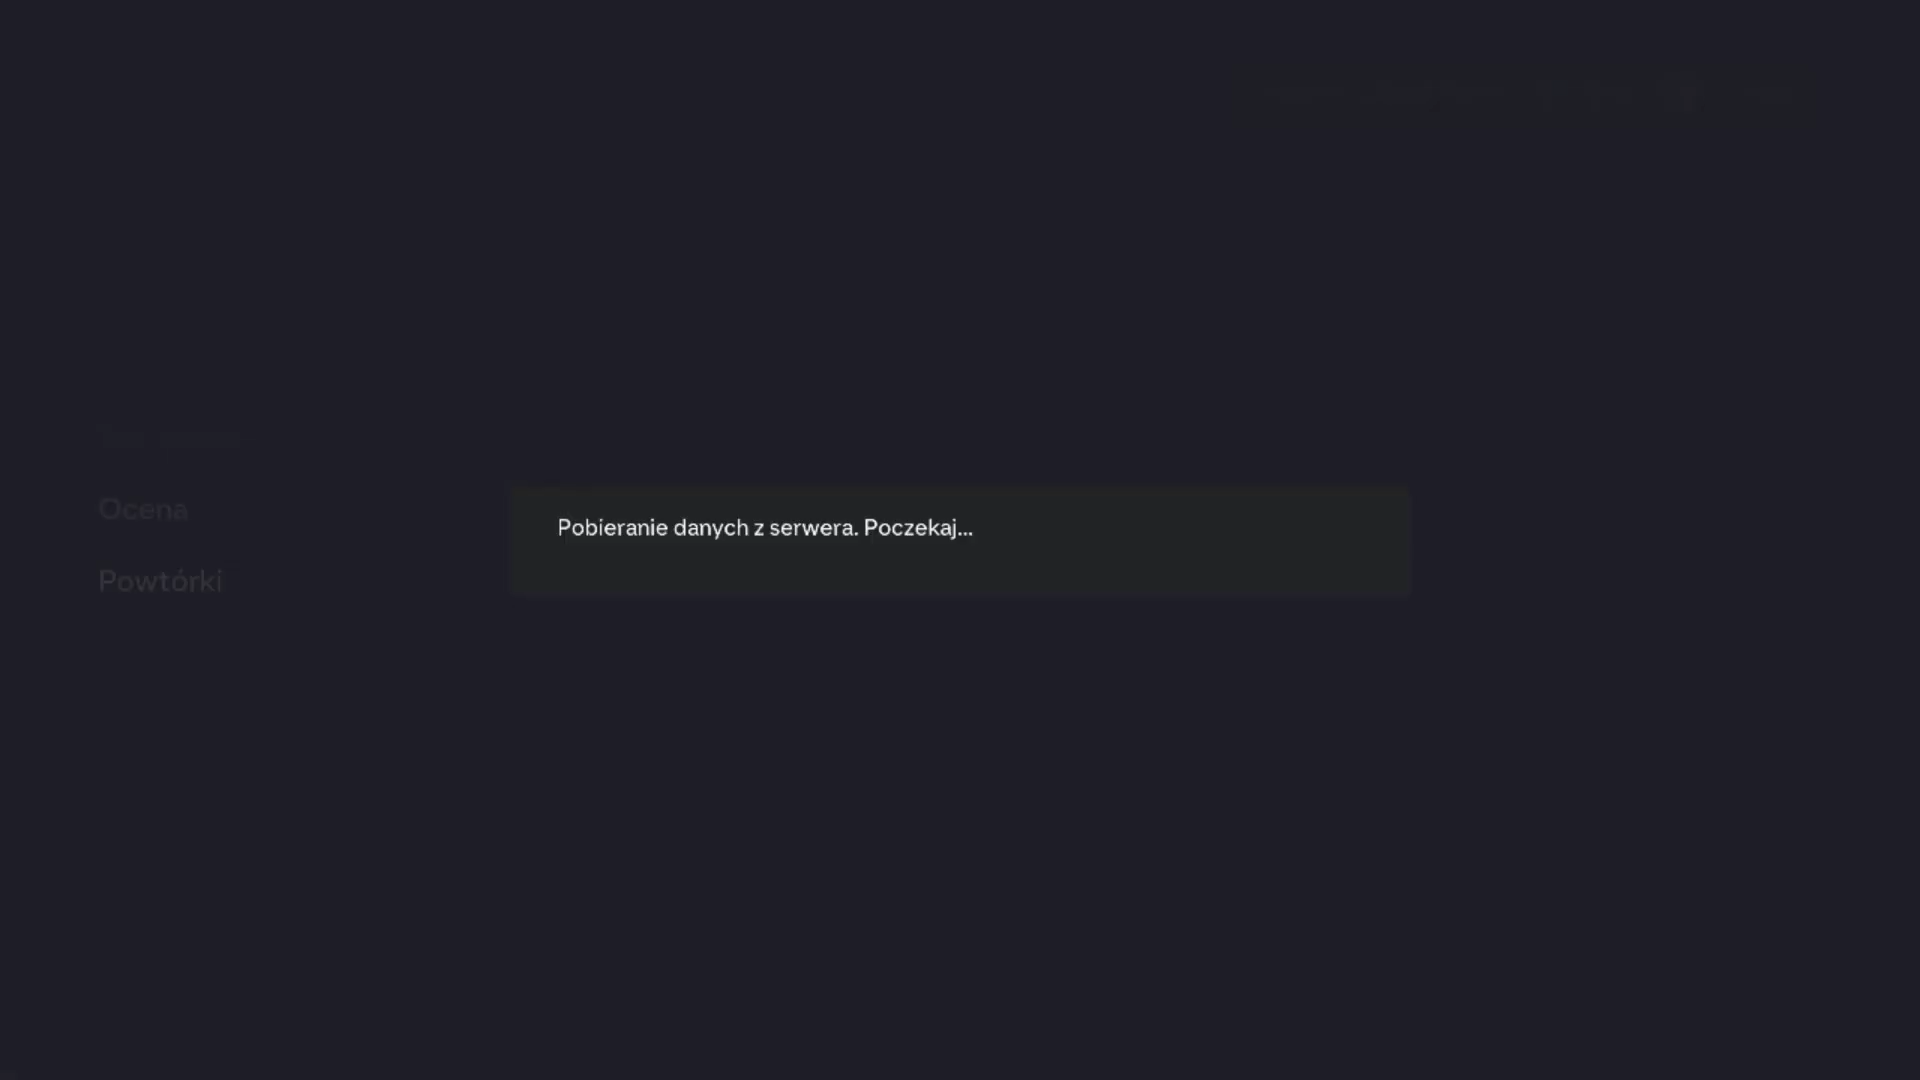 Ocena
Pobieranie danych z serwera. Poczekaj...
Powtórki